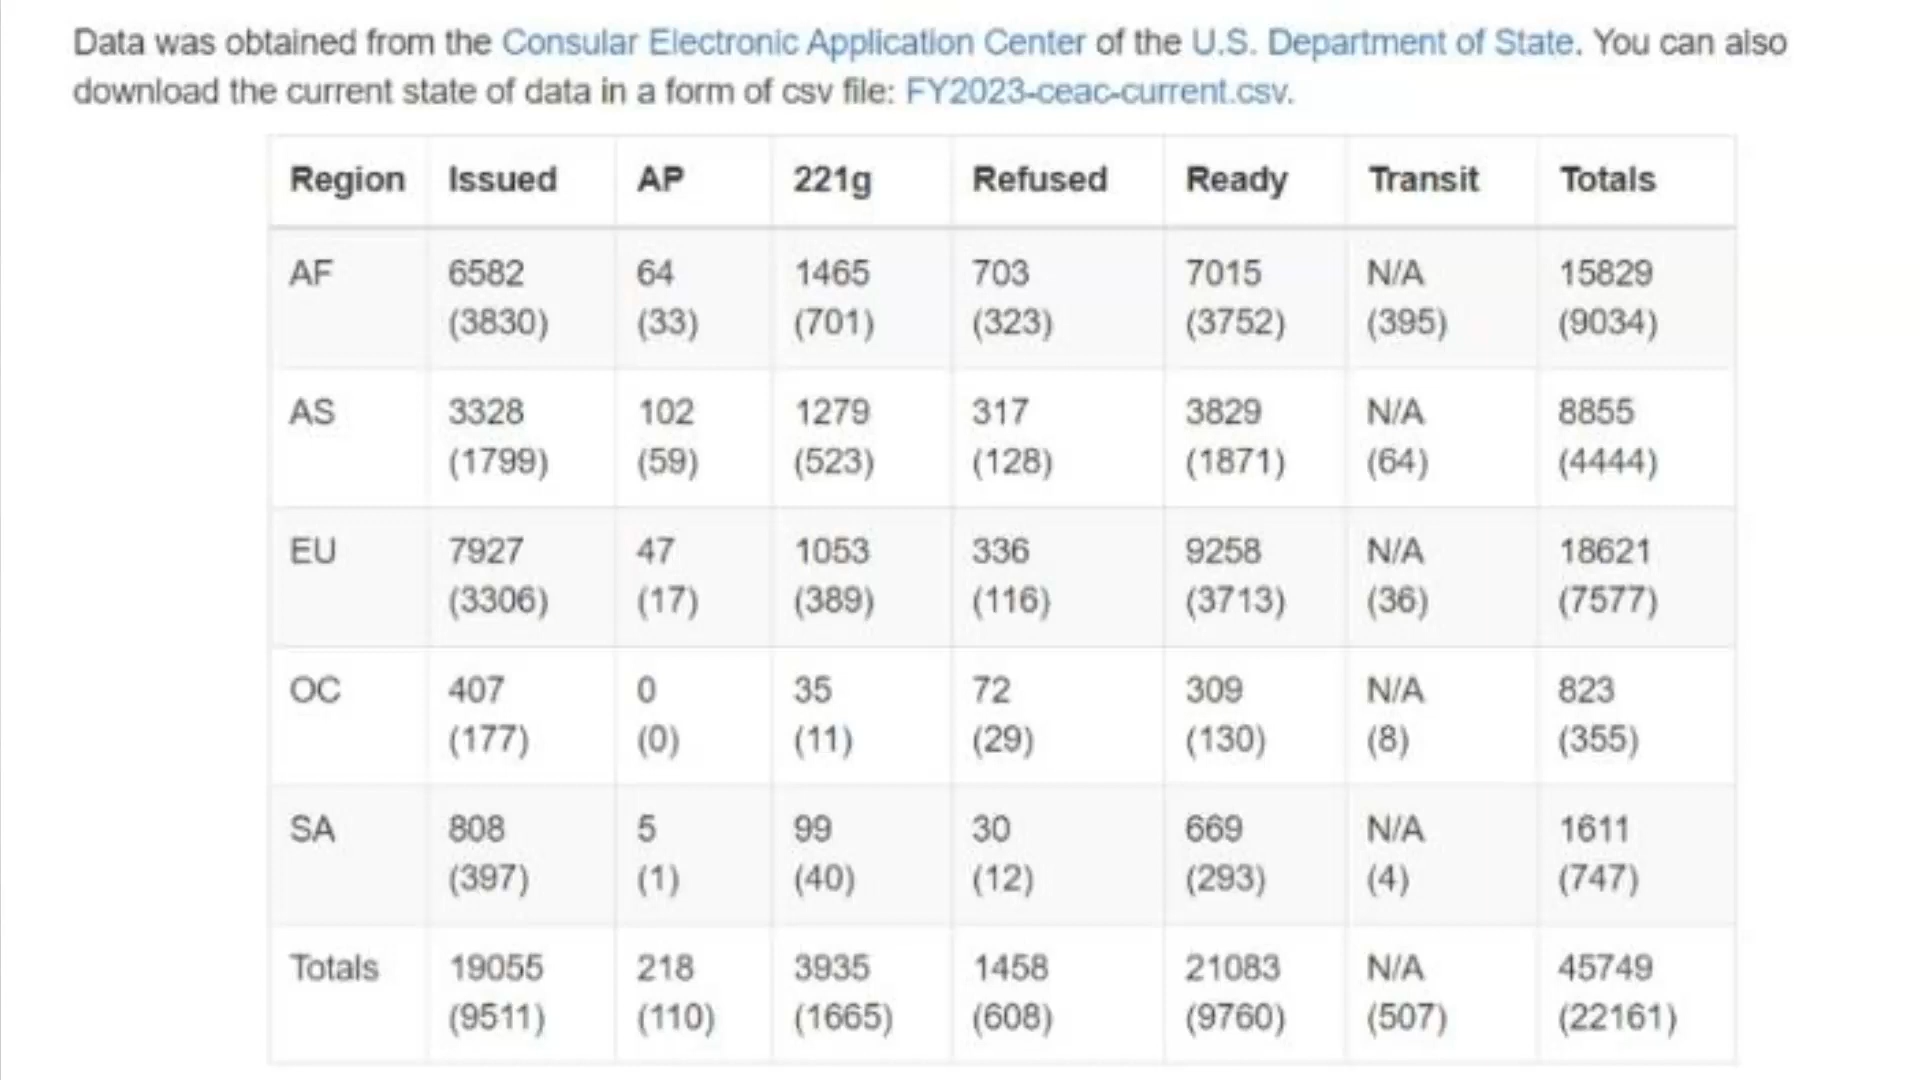 Data was obtained from the Consular Electronic Application Center of the U.S. Department of State. You can also
download the current state of data in a form of csv file: FY2023-ceac-current.csv.
Region Issued AP 221g Refused Ready Transit Totals
AF 6582 64 1465 703 7015 N/A 15829
(3830) (33) (701) (323) (3752) (395) (9034)
AS 3328 102 1279 317 3829 N/A 8855
(1799) (59) (523) (128) (1871) (64) (4444)
EU 7927 47 1053 336 9258 N/A 18621
(3306) (17) (389) (116) (3713) (36) (7577)
OC 407 0 35 72 309 N/A 823
(177) (0) (11) (29) (130) (8) (355)
SA 808 5 99 30 669 N/A 1611
(397) (1) (40) (12) (293) (4) (747)
Totals 19055 218 3935 1458 21083 N/A 45749
(9511) (110) (1665) (608) (9760) (507) (22161)